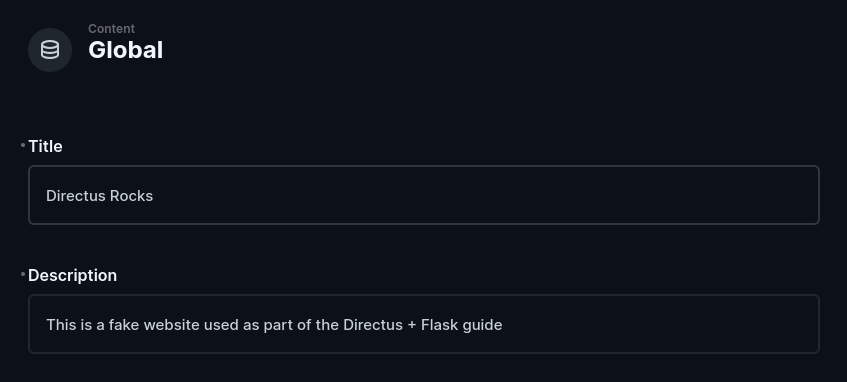 Content
Global
Title
Directus Rocks
Description
This is a fake website used as part of the Directus + Flask guide